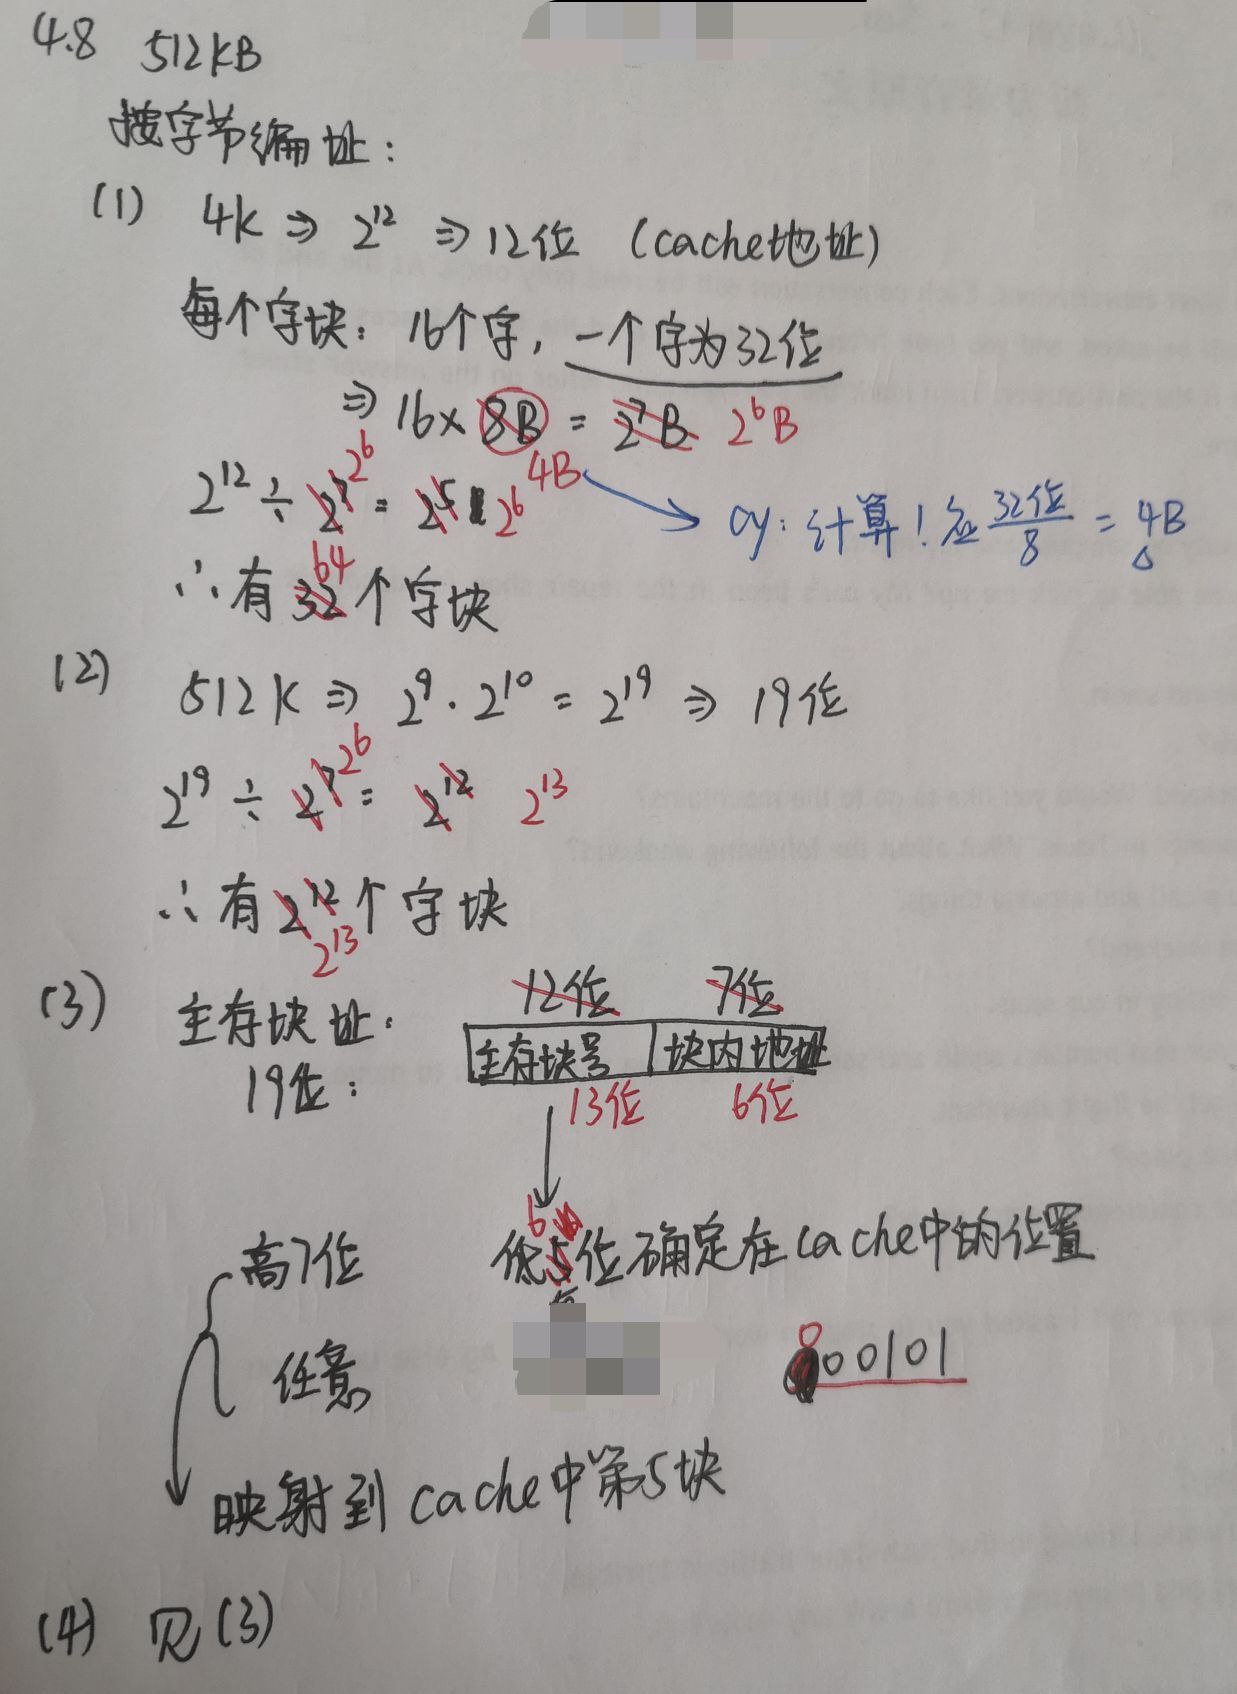 4.8 512KB
按字节编址:
(1) 4K ⇒ 2^12 ⇒ 12位 (cache地址)
每个字块: 16个字, 一个字为32位
⇒ 16 × 8B = 2^7 B 2^6 B
4B
2^12 ÷ 2^7 2^6 = 2^5 2^6
cy: 计算! 应 32位/8 = 4B
∴ 有 32 64 个字块
(2) 512K ⇒ 2^9 · 2^10 = 2^19 ⇒ 19位
2^19 ÷ 2^7 2^6 = 2^12 2^13
∴ 有 2^12 2^13 个字块
(3) 主存块址:
19位:
12位 7位
主存块号 | 块内地址
13位 6位
高7位 低5 6位确定在cache中的位置
任意
000101
映射到cache中第5块
(4) 见(3)